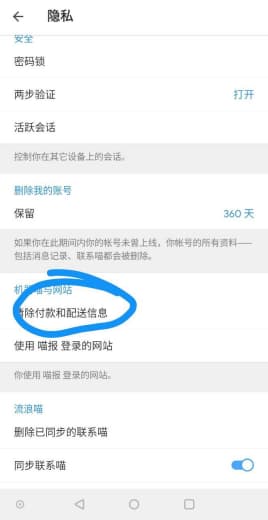 隐私
安全
密码锁
两步验证
打开
活跃会话
控制你在其它设备上的会话。
删除我的账号
保留
360 天
如果你在此期间内你的帐号未曾上线，你帐号的所有资料——
包括消息记录、联系喵都会被删除。
机器喵与网站
清除付款和配送信息
使用 喵报 登录的网站
你使用 喵报 登录的网站。
流浪喵
删除已同步的联系喵
同步联系喵